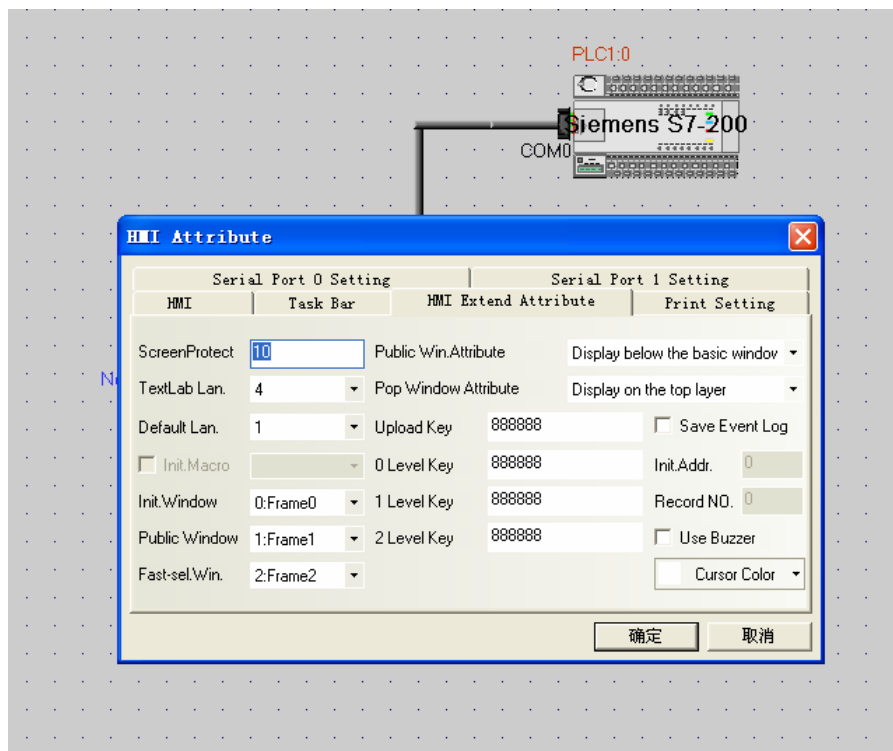 PLC1:0
Siemens S7-200
COM0
HMI Attribute
Serial Port 0 Setting Serial Port 1 Setting
HMI Task Bar HMI Extend Attribute Print Setting
ScreenProtect 10 Public Win.Attribute Display below the basic window
TextLab Lan. 4 Pop Window Attribute Display on the top layer
Default Lan. 1 Upload Key 888888 Save Event Log
Init.Macro 0 Level Key 888888 Init.Addr. 0
Init.Window 0:Frame0 1 Level Key 888888 Record NO. 0
Public Window 1:Frame1 2 Level Key 888888 Use Buzzer
Fast-sel.Win. 2:Frame2 Cursor Color
确定 取消